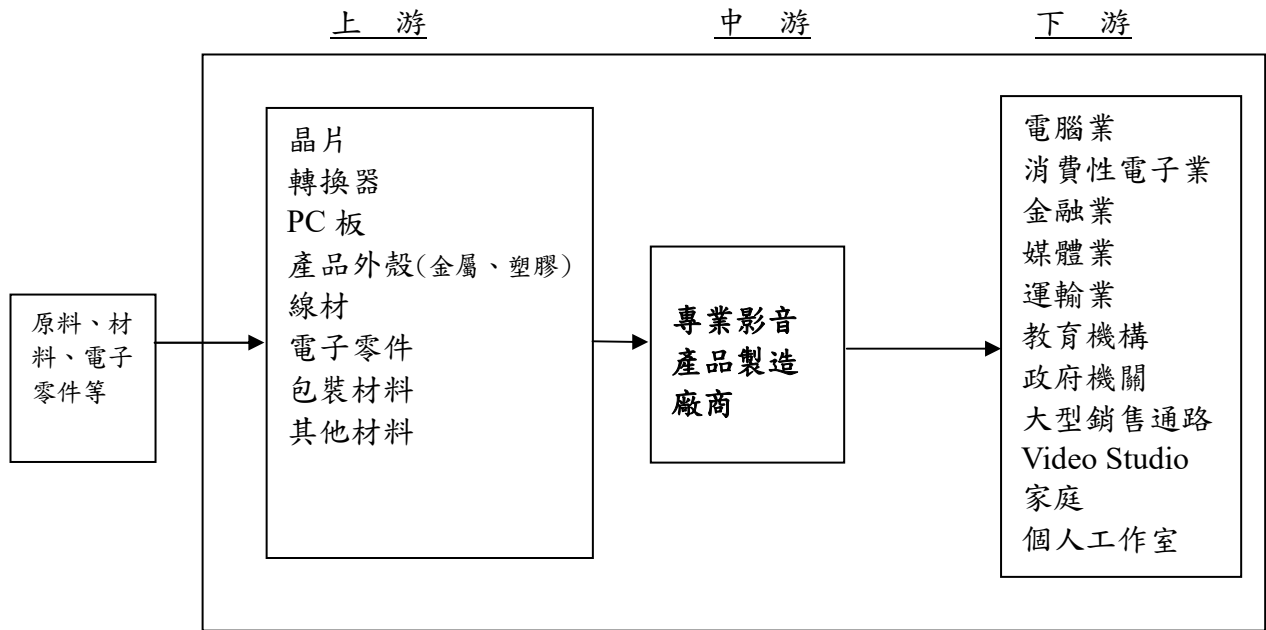 上 游
中 游
下 游
原料、材
料、電子
零件等
晶片
轉換器
PC 板
產品外殼(金屬、塑膠)
線材
電子零件
包裝材料
其他材料
專業影音
產品製造
廠商
電腦業
消費性電子業
金融業
媒體業
運輸業
教育機構
政府機關
大型銷售通路
Video Studio
家庭
個人工作室